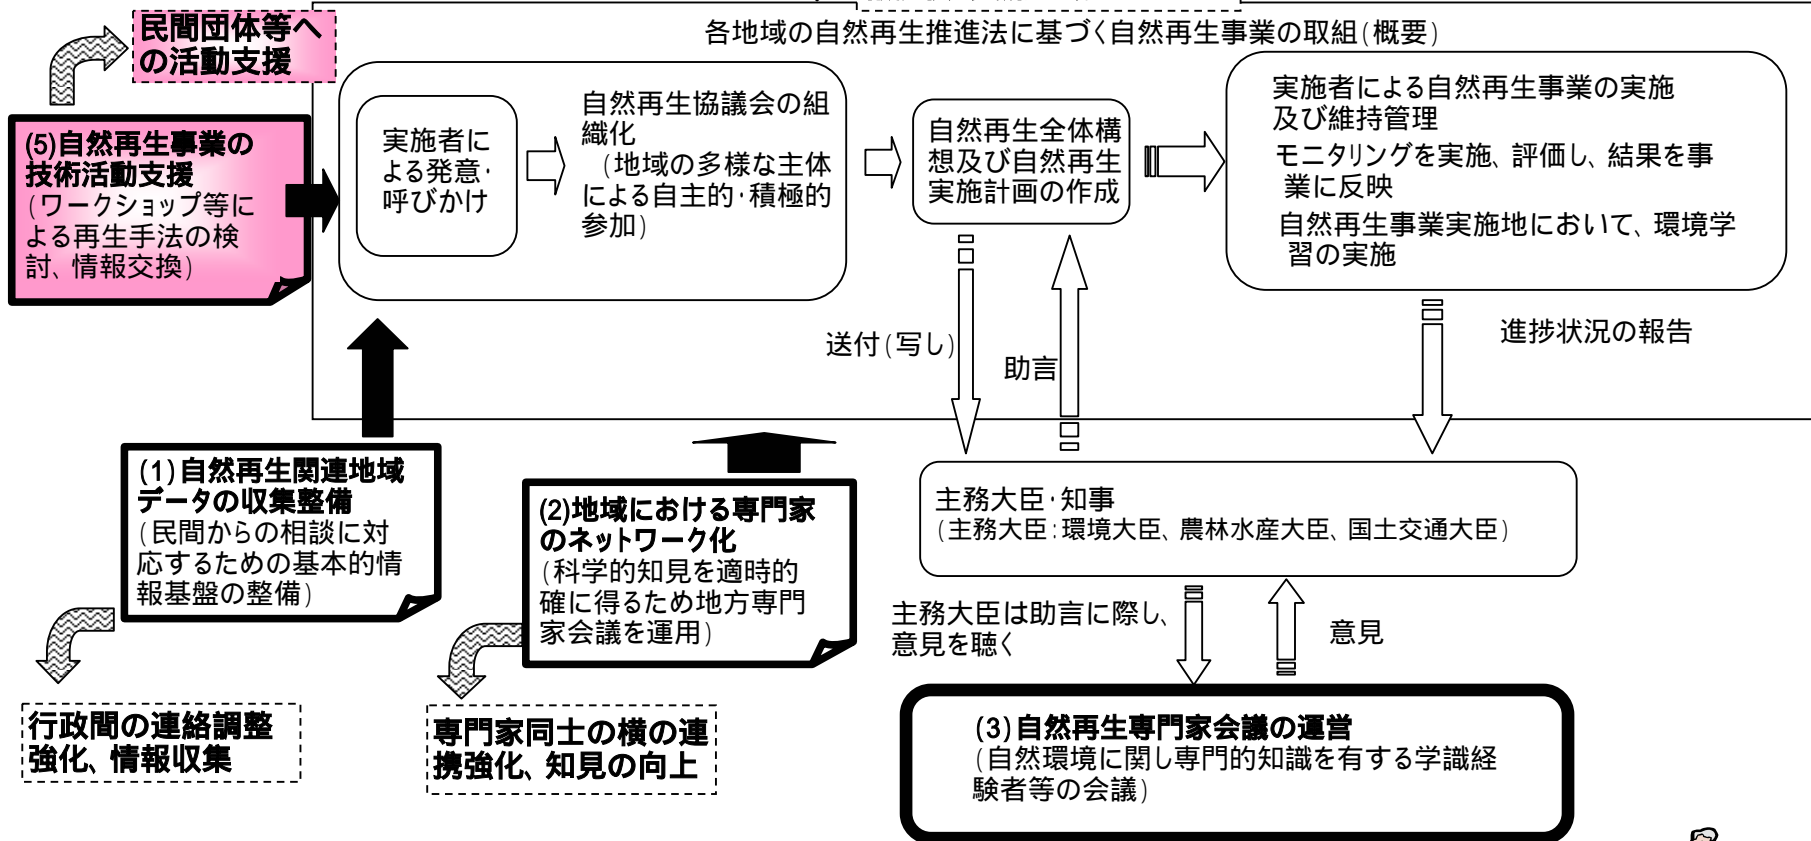 各地域の自然再生推進法に基づく自然再生事業の取組(概要)
民間団体等へ
の活動支援
(5)自然再生事業の
技術活動支援
(ワークショップ等に
よる再生手法の検
討、情報交換)
実施者に
よる発意・
呼びかけ
自然再生協議会の組
織化
(地域の多様な主体
による自主的・積極的
参加)
自然再生全体構
想及び自然再生
実施計画の作成
実施者による自然再生事業の実施
及び維持管理
モニタリングを実施、評価し、結果を事
業に反映
自然再生事業実施地において、環境学
習の実施
送付(写し)
助言
進捗状況の報告
(1)自然再生関連地域
データの収集整備
(民間からの相談に対
応するための基本的情
報基盤の整備)
(2)地域における専門家
のネットワーク化
(科学的知見を適時的
確に得るため地方専門
家会議を運用)
主務大臣・知事
(主務大臣:環境大臣、農林水産大臣、国土交通大臣)
主務大臣は助言に際し、
意見を聴く
意見
行政間の連絡調整
強化、情報収集
専門家同士の横の連
携強化、知見の向上
(3)自然再生専門家会議の運営
(自然環境に関し専門的知識を有する学識経
験者等の会議)